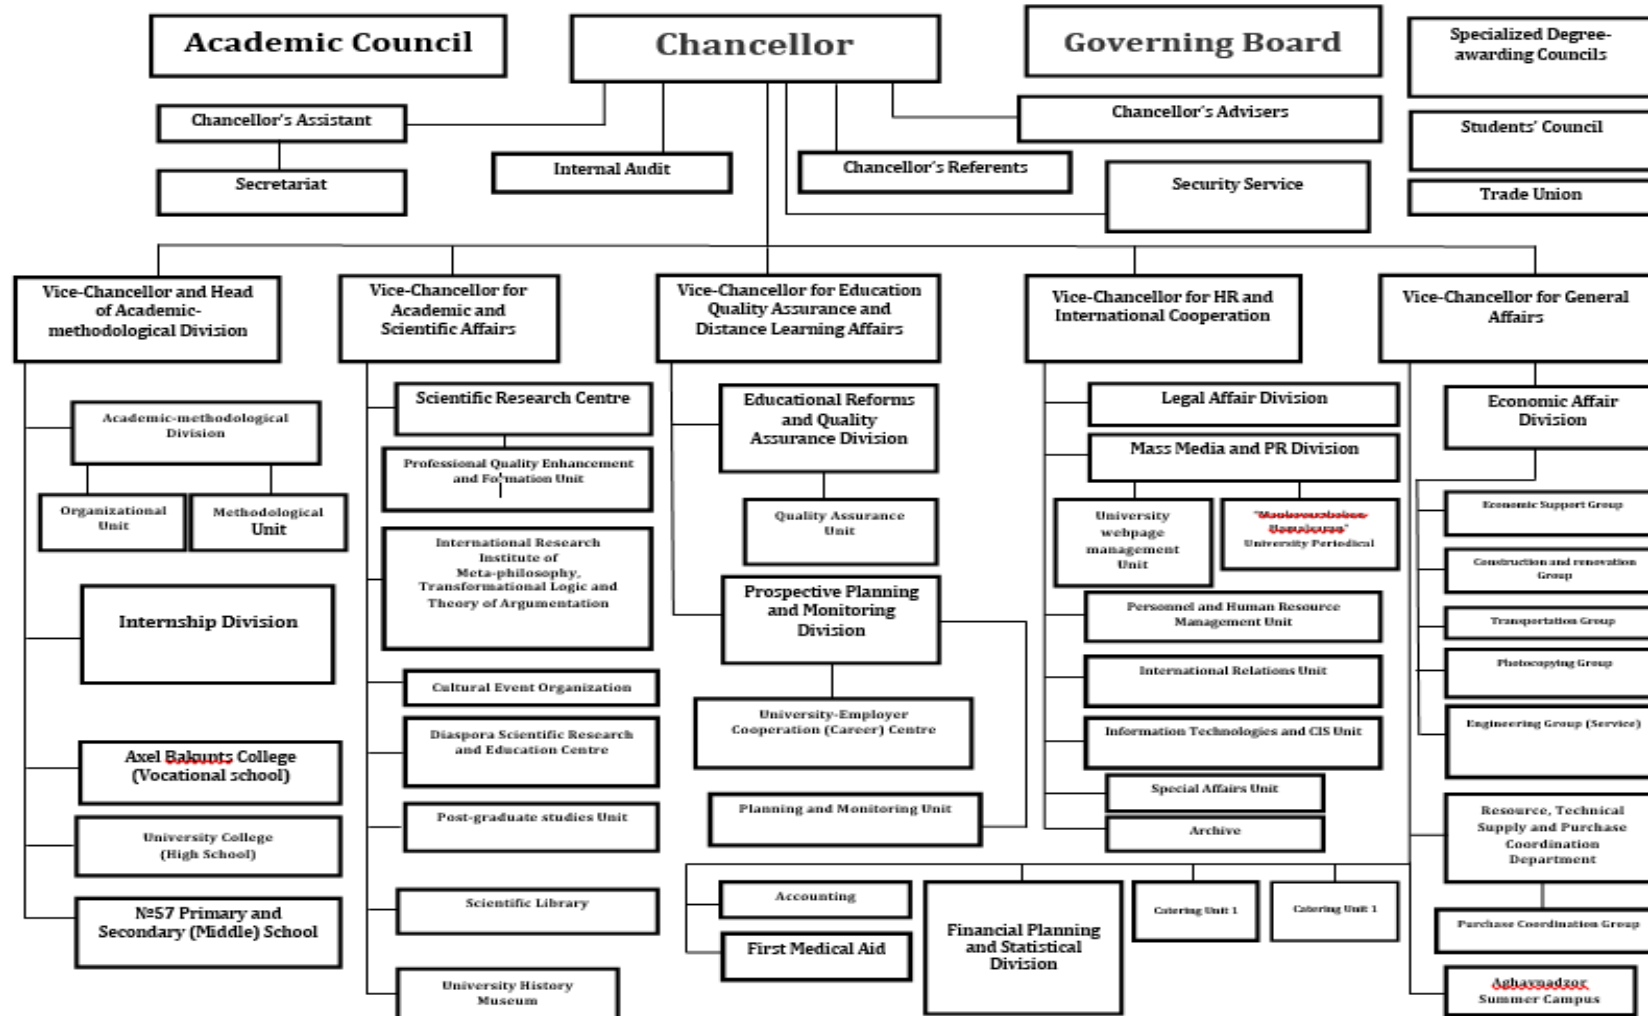 Academic Council
Chancellor
Governing Board
Specialized Degree-
awarding Councils
Chancellor's Assistant
Chancellor's Advisers
Students' Council
Internal Audit
Chancellor's Referents
Secretariat
Security Service
Trade Union
Vice-Chancellor and Head
of Academic-
methodological Division
Vice-Chancellor for
Academic and
Scientific Affairs
Vice-Chancellor for Education
Quality Assurance and
Distance Learning Affairs
Vice-Chancellor for HR and
International Cooperation
Vice-Chancellor for General
Affairs
Academic-methodological
Division
Organizational
Unit
Methodological
Unit
Internship Division
Axel Bakunts College
(Vocational school)
University College
(High School)
№57 Primary and
Secondary (Middle) School
Scientific Research Centre
Professional Quality Enhancement
and Formation Unit
International Research
Institute of
Meta-philosophy,
Transformational Logic and
Theory of Argumentation
Cultural Event Organization
Diaspora Scientific Research
and Education Centre
Post-graduate studies Unit
Scientific Library
University History
Museum
Educational Reforms
and Quality
Assurance Division
Quality Assurance
Unit
Prospective Planning
and Monitoring
Division
University-Employer
Cooperation (Career) Centre
Planning and Monitoring Unit
Legal Affair Division
Mass Media and PR Division
University
webpage
management
Unit
University Periodical
Personnel and Human Resource
Management Unit
International Relations Unit
Information Technologies and CIS Unit
Special Affairs Unit
Archive
Economic Affair
Division
Economic Support Group
Construction and renovation
Group
Transportation Group
Photocopying Group
Engineering Group (Service)
Resource, Technical
Supply and Purchase
Coordination
Department
Purchase Coordination Group
Aghavnadzor
Summer Campus
Accounting
First Medical Aid
Financial Planning
and Statistical
Division
Catering Unit 1
Catering Unit 1